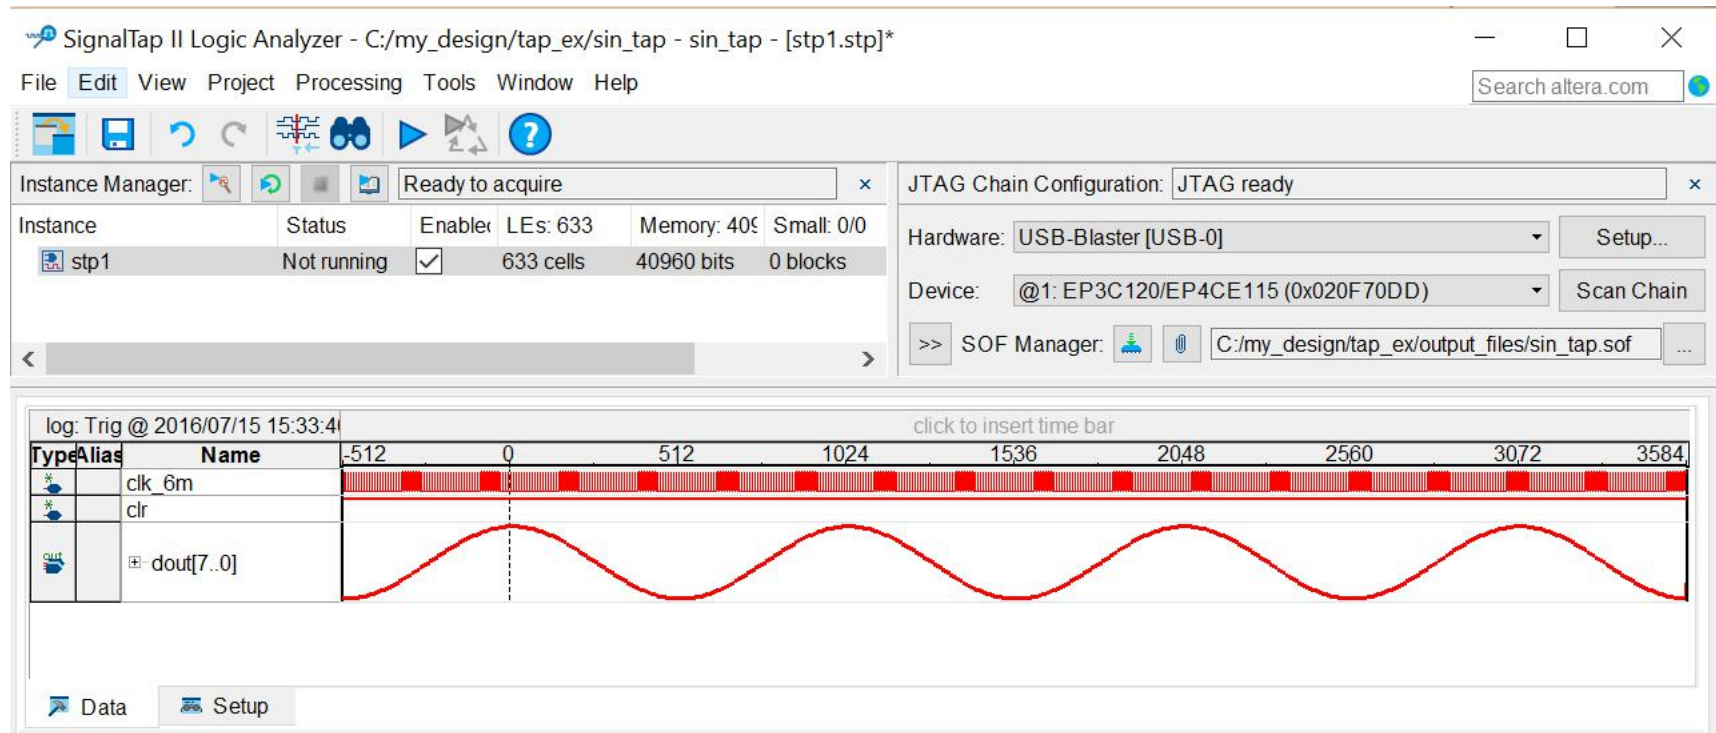 SignalTap II Logic Analyzer - C:/my_design/tap_ex/sin_tap - sin_tap - [stp1.stp]*
File Edit View Project Processing Tools Window Help
Search altera.com
Instance Manager: Ready to acquire
Instance Status Enabled LEs: 633 Memory: 409 Small: 0/0
stp1 Not running 633 cells 40960 bits 0 blocks
JTAG Chain Configuration: JTAG ready
Hardware: USB-Blaster [USB-0] Setup...
Device: @1: EP3C120/EP4CE115 (0x020F70DD) Scan Chain
>> SOF Manager: C:/my_design/tap_ex/output_files/sin_tap.sof ...
log: Trig @ 2016/07/15 15:33:4 click to insert time bar
Type Alias Name -512 0 512 1024 1536 2048 2560 3072 3584
clk_6m
clr
out dout[7..0]
Data Setup